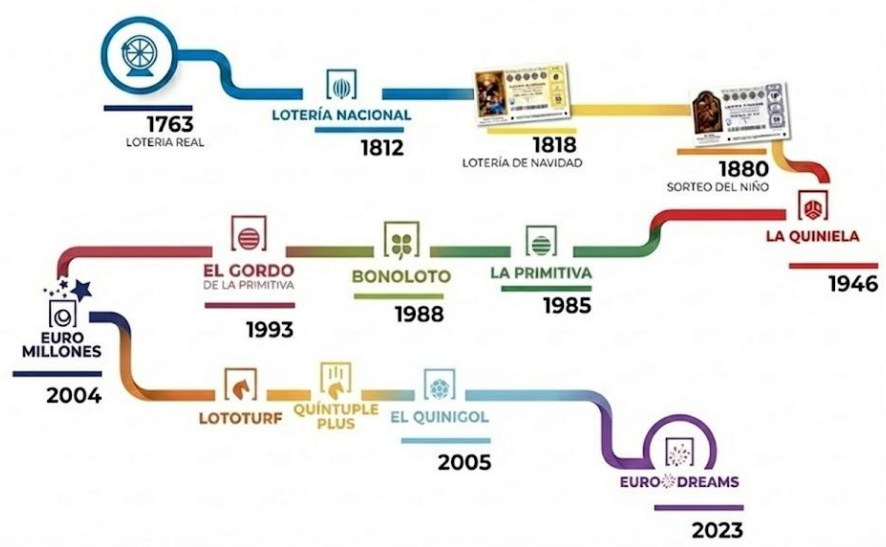 1763
LOTERIA REAL
LOTERÍA NACIONAL
1812
1818
LOTERÍA DE NAVIDAD
1880
SORTEO DEL NIÑO
LA QUINIELA
1946
LA PRIMITIVA
1985
BONOLOTO
1988
EL GORDO
DE LA PRIMITIVA
1993
EURO
MILLONES
2004
LOTOTURF
QUÍNTUPLE
PLUS
EL QUINIGOL
2005
EURO DREAMS
2023